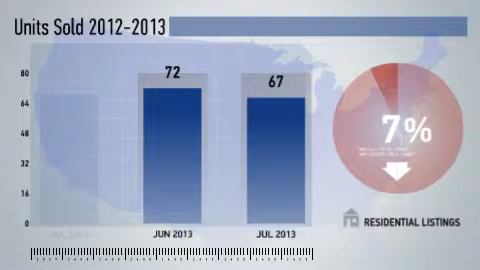 Units Sold 2012-2013
80
64
48
32
16
0
72
67
7%
JUN 2013
JUL 2013
RESIDENTIAL LISTINGS